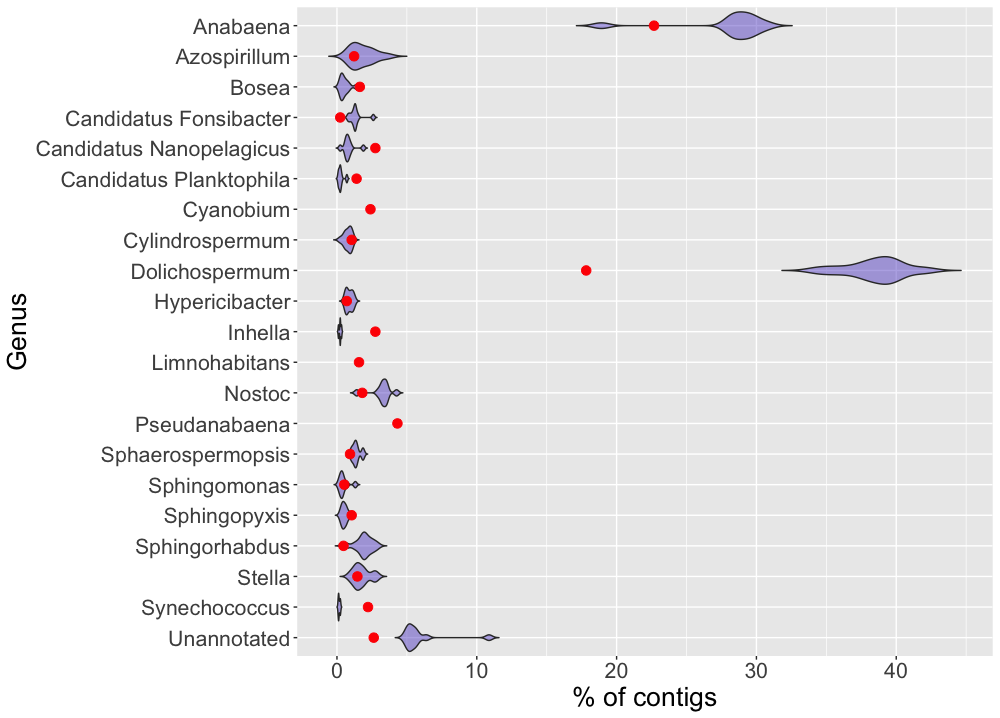 Genus
Anabaena
Azospirillum
Bosea
Candidatus Fonsibacter
Candidatus Nanopelagicus
Candidatus Planktophila
Cyanobium
Cylindrospermum
Dolichospermum
Hypericibacter
Inhella
Limnohabitans
Nostoc
Pseudanabaena
Sphaerospermopsis
Sphingomonas
Sphingopyxis
Sphingorhabdus
Stella
Synechococcus
Unannotated
0 10 20 30 40
% of contigs